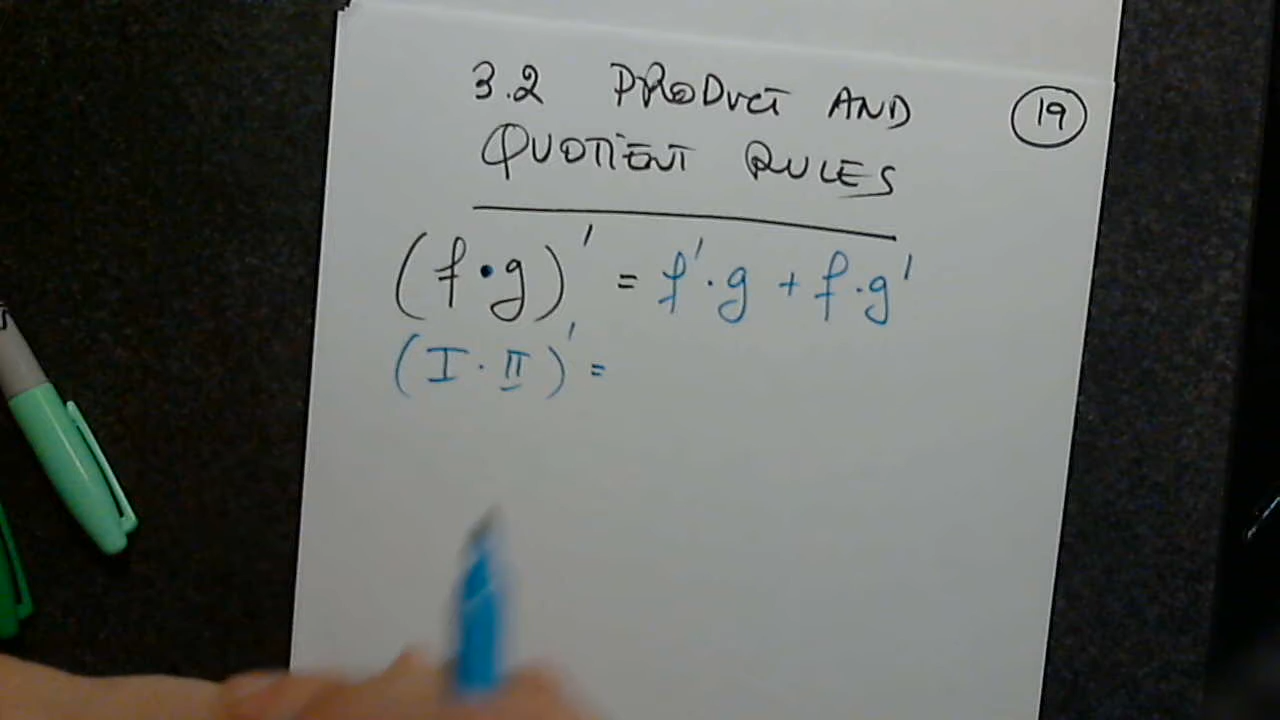 3.2 PRODUCT AND
QUOTIENT RULES
19
(f·g)' = f'·g + f·g'
(I·II)' =